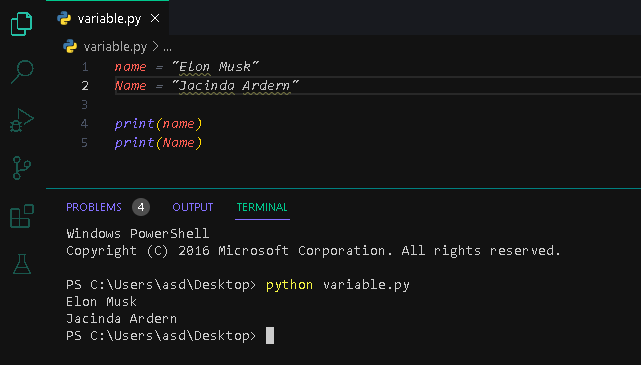 variable.py ×
variable.py > ...
1 name = "Elon Musk"
2 Name = "Jacinda Ardern"
3
4 print(name)
5 print(Name)
PROBLEMS 4 OUTPUT TERMINAL
Windows PowerShell
Copyright (C) 2016 Microsoft Corporation. All rights reserved.
PS C:\Users\asd\Desktop> python variable.py
Elon Musk
Jacinda Ardern
PS C:\Users\asd\Desktop>